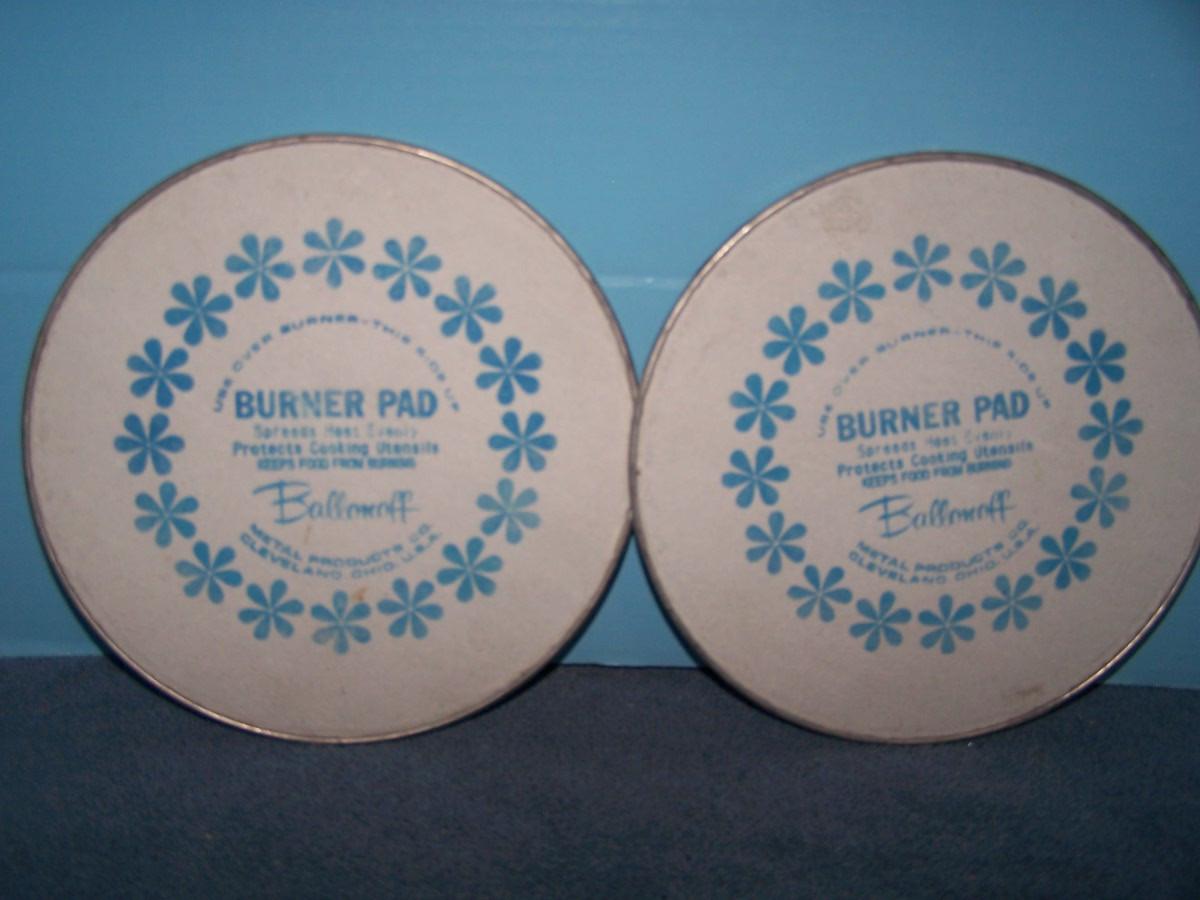 USE OVER BURNER-THIS SIDE UP
BURNER PAD
Spreads Heat Evenly
Protects Cooking Utensils
KEEPS FOOD FROM BURNING
Ballonoff
METAL PRODUCTS CO.
CLEVELAND OHIO, U.S.A.
USE OVER BURNER-THIS SIDE UP
BURNER PAD
Spreads Heat Evenly
Protects Cooking Utensils
KEEPS FOOD FROM BURNING
Ballonoff
METAL PRODUCTS CO.
CLEVELAND OHIO, U.S.A.